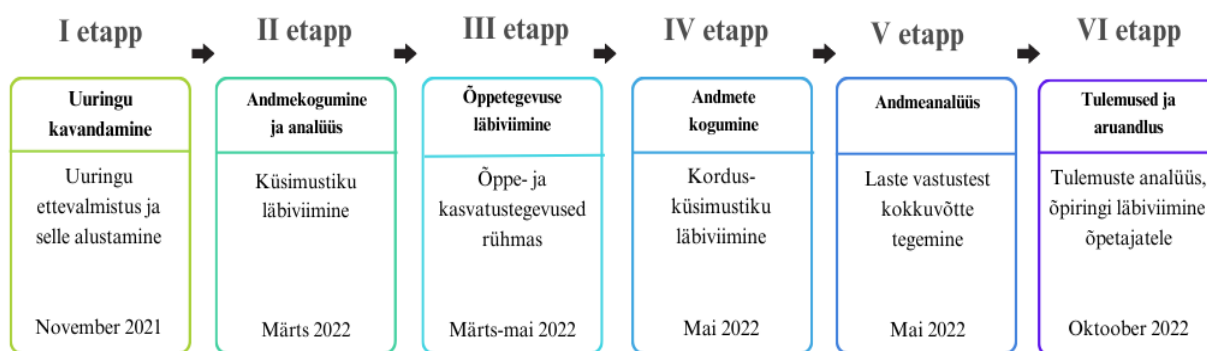 I etapp
II etapp
III etapp
IV etapp
V etapp
VI etapp
Uuringu
kavandamine
Uuringu
ettevalmistus ja
selle alustamine
November 2021
Andmekogumine
ja analüüs
Küsimustiku
läbiviimine
Märts 2022
Õppetegevuse
läbiviimine
Õppe- ja
kasvatustegevused
rühmas
Märts-mai 2022
Andmete
kogumine
Kordus-
küsimustiku
läbiviimine
Mai 2022
Andmeanalüüs
Laste vastustest
kokkuvõtte
tegemine
Mai 2022
Tulemused ja
aruandlus
Tulemuste analüüs,
õpiringi läbiviimine
õpetajatele
Oktoober 2022